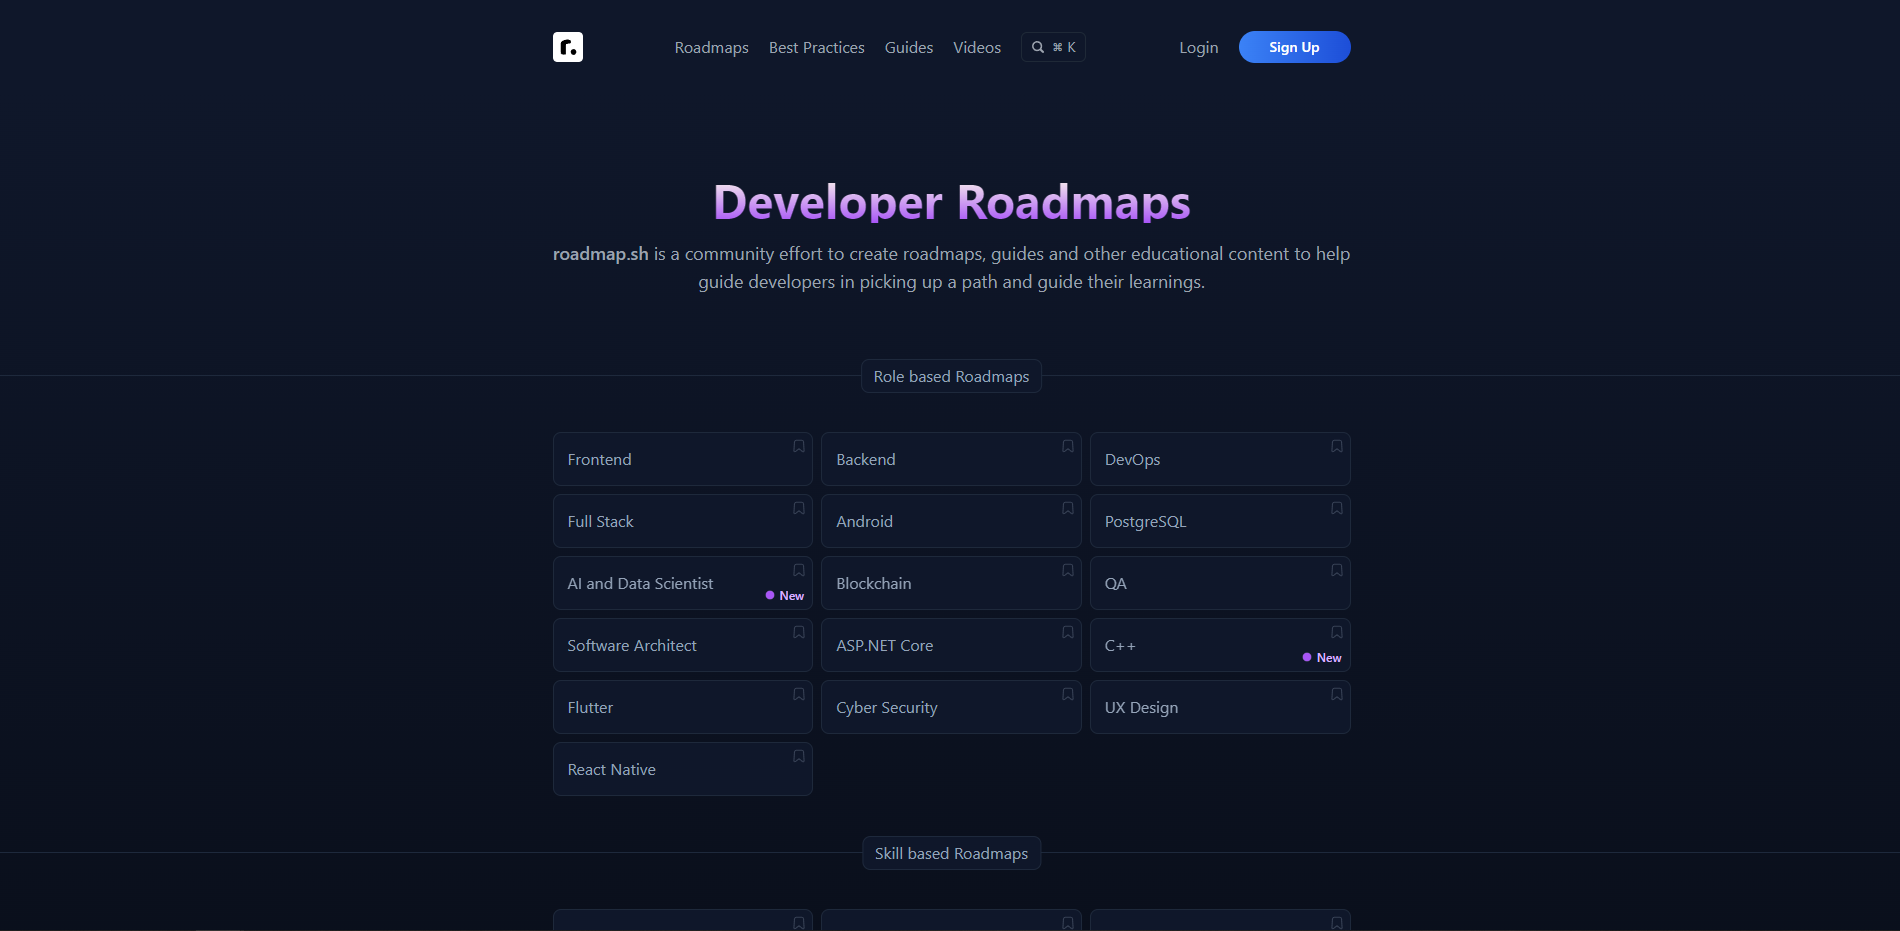 r.
Roadmaps Best Practices Guides Videos ⌘ K Login Sign Up
Developer Roadmaps
roadmap.sh is a community effort to create roadmaps, guides and other educational content to help
guide developers in picking up a path and guide their learnings.
Role based Roadmaps
Frontend Backend DevOps
Full Stack Android PostgreSQL
AI and Data Scientist New Blockchain QA
Software Architect ASP.NET Core C++ New
Flutter Cyber Security UX Design
React Native
Skill based Roadmaps